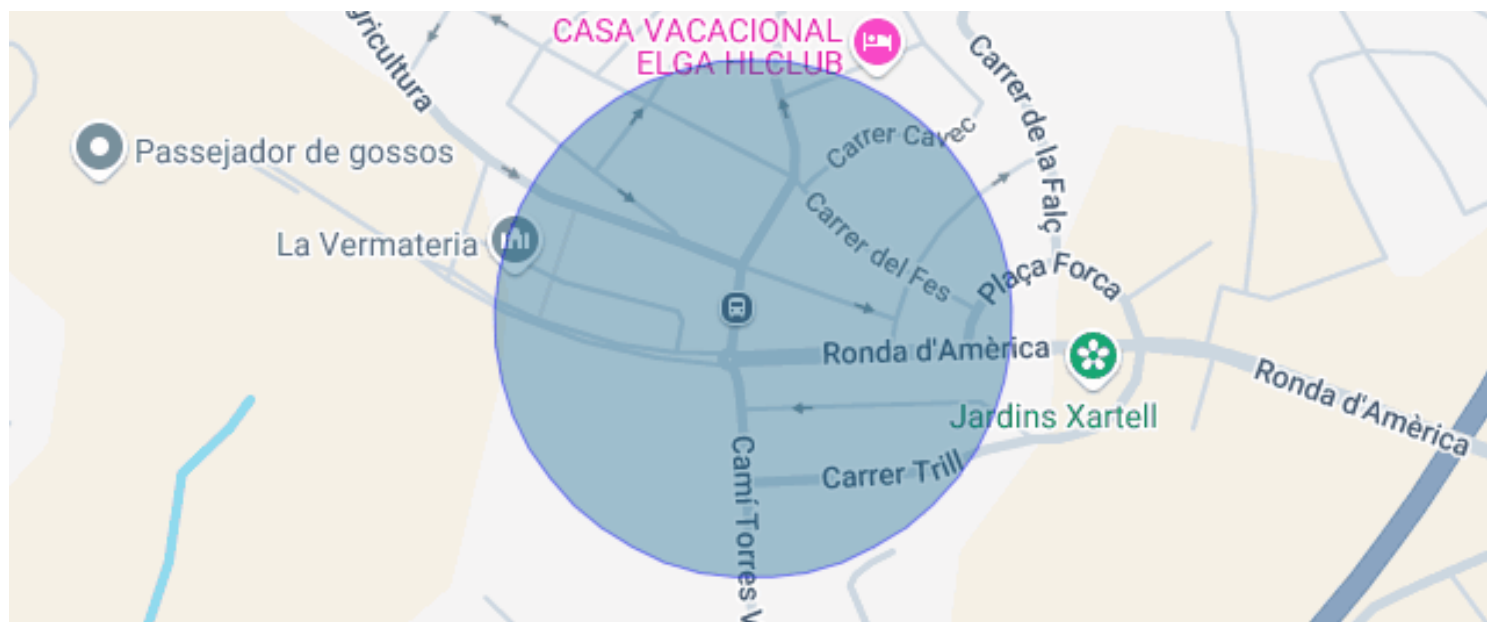 CASA VACACIONAL
ELGA HLCLUB
gricultura
Carrer de la Falç
Passejador de gossos
Carrer Cavec
La Vermateria
Carrer del Fes
Plaça Forca
Ronda d'Amèrica
Ronda d'Amèrica
Jardins Xartell
Carrer Trill
Camí Torres V